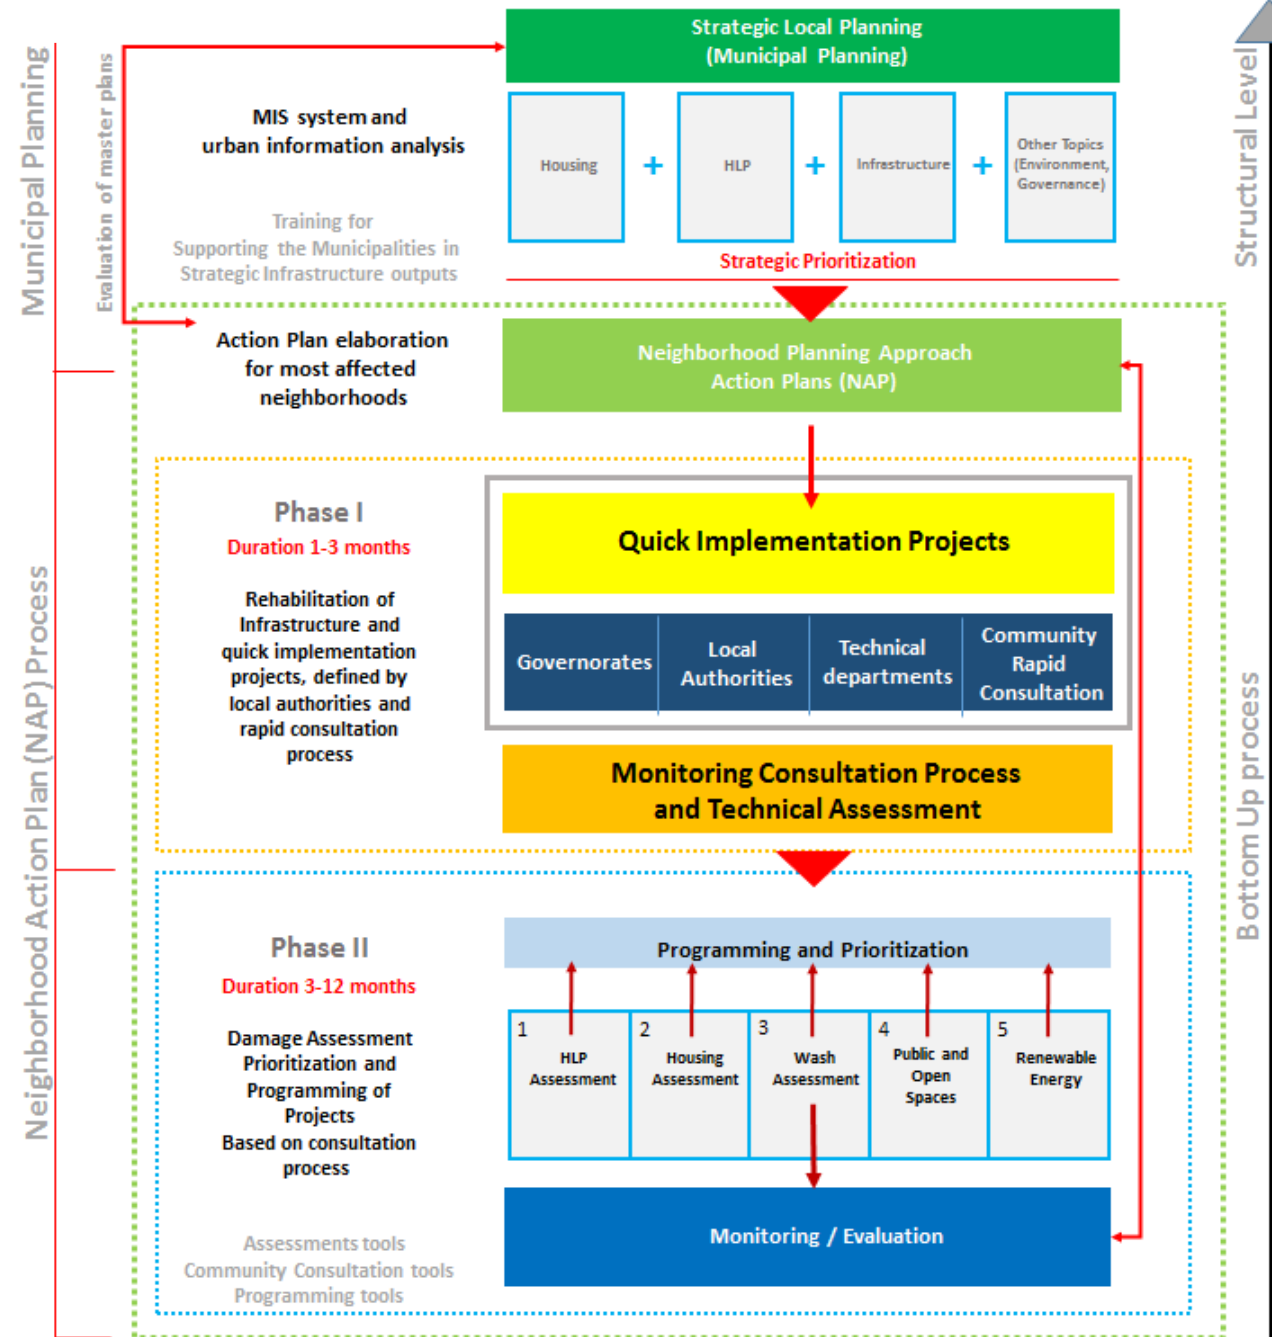 Municipal Planning
Evaluation of master plans
Strategic Local Planning
(Municipal Planning)
MIS system and
urban information analysis
Training for
Supporting the Municipalities in
Strategic Infrastructure outputs
Housing
+
HLP
+
Infrastructure
+
Other Topics
(Environment,
Governance)
Strategic Prioritization
Structural Level
Action Plan elaboration
for most affected
neighborhoods
Neighborhood Planning Approach
Action Plans (NAP)
Neighborhood Action Plan (NAP) Process
Phase I
Duration 1-3 months
Rehabilitation of
Infrastructure and
quick implementation
projects, defined by
local authorities and
rapid consultation
process
Quick Implementation Projects
Governorates
Local
Authorities
Technical
departments
Community
Rapid
Consultation
Monitoring Consultation Process
and Technical Assessment
Bottom Up process
Phase II
Duration 3-12 months
Damage Assessment
Prioritization and
Programming of
Projects
Based on consultation
process
Assessments tools
Community Consultation tools
Programming tools
Programming and Prioritization
1
HLP
Assessment
2
Housing
Assessment
3
Wash
Assessment
4
Public and
Open
Spaces
5
Renewable
Energy
Monitoring / Evaluation